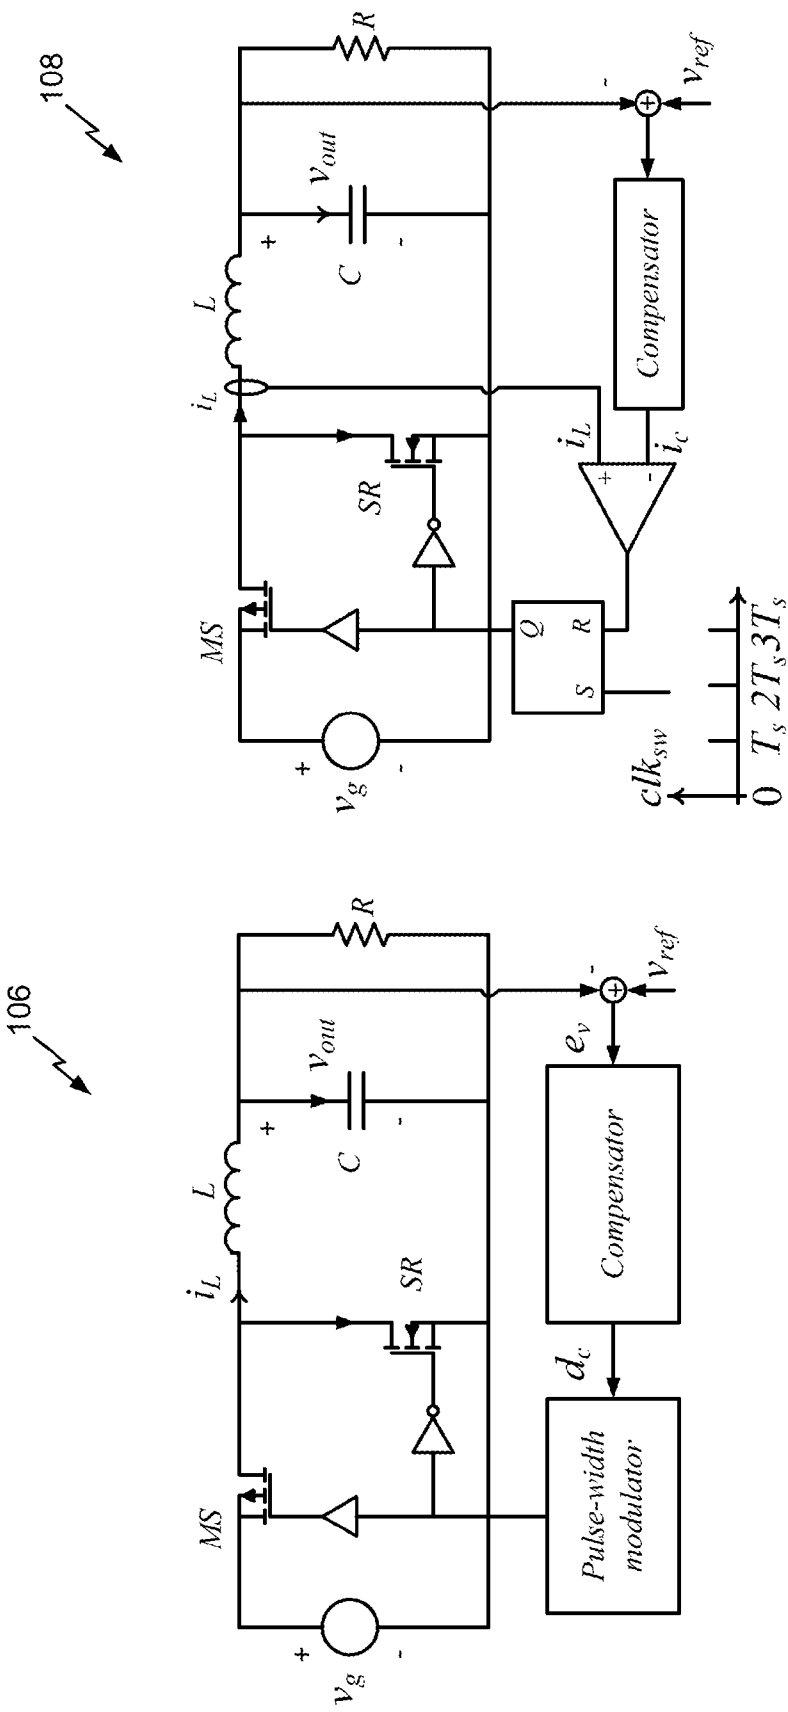 106
MS
i_L
L
+
-
v_g
SR
+
-
C
v_out
R
-
+
v_ref
e_v
Compensator
d_c
Pulse-width
modulator
108
MS
i_L
L
+
-
v_g
SR
+
-
C
v_out
R
-
+
v_ref
Compensator
i_L
i_c
+
-
Q
S
R
clk_sw
0 T_s 2T_s 3T_s